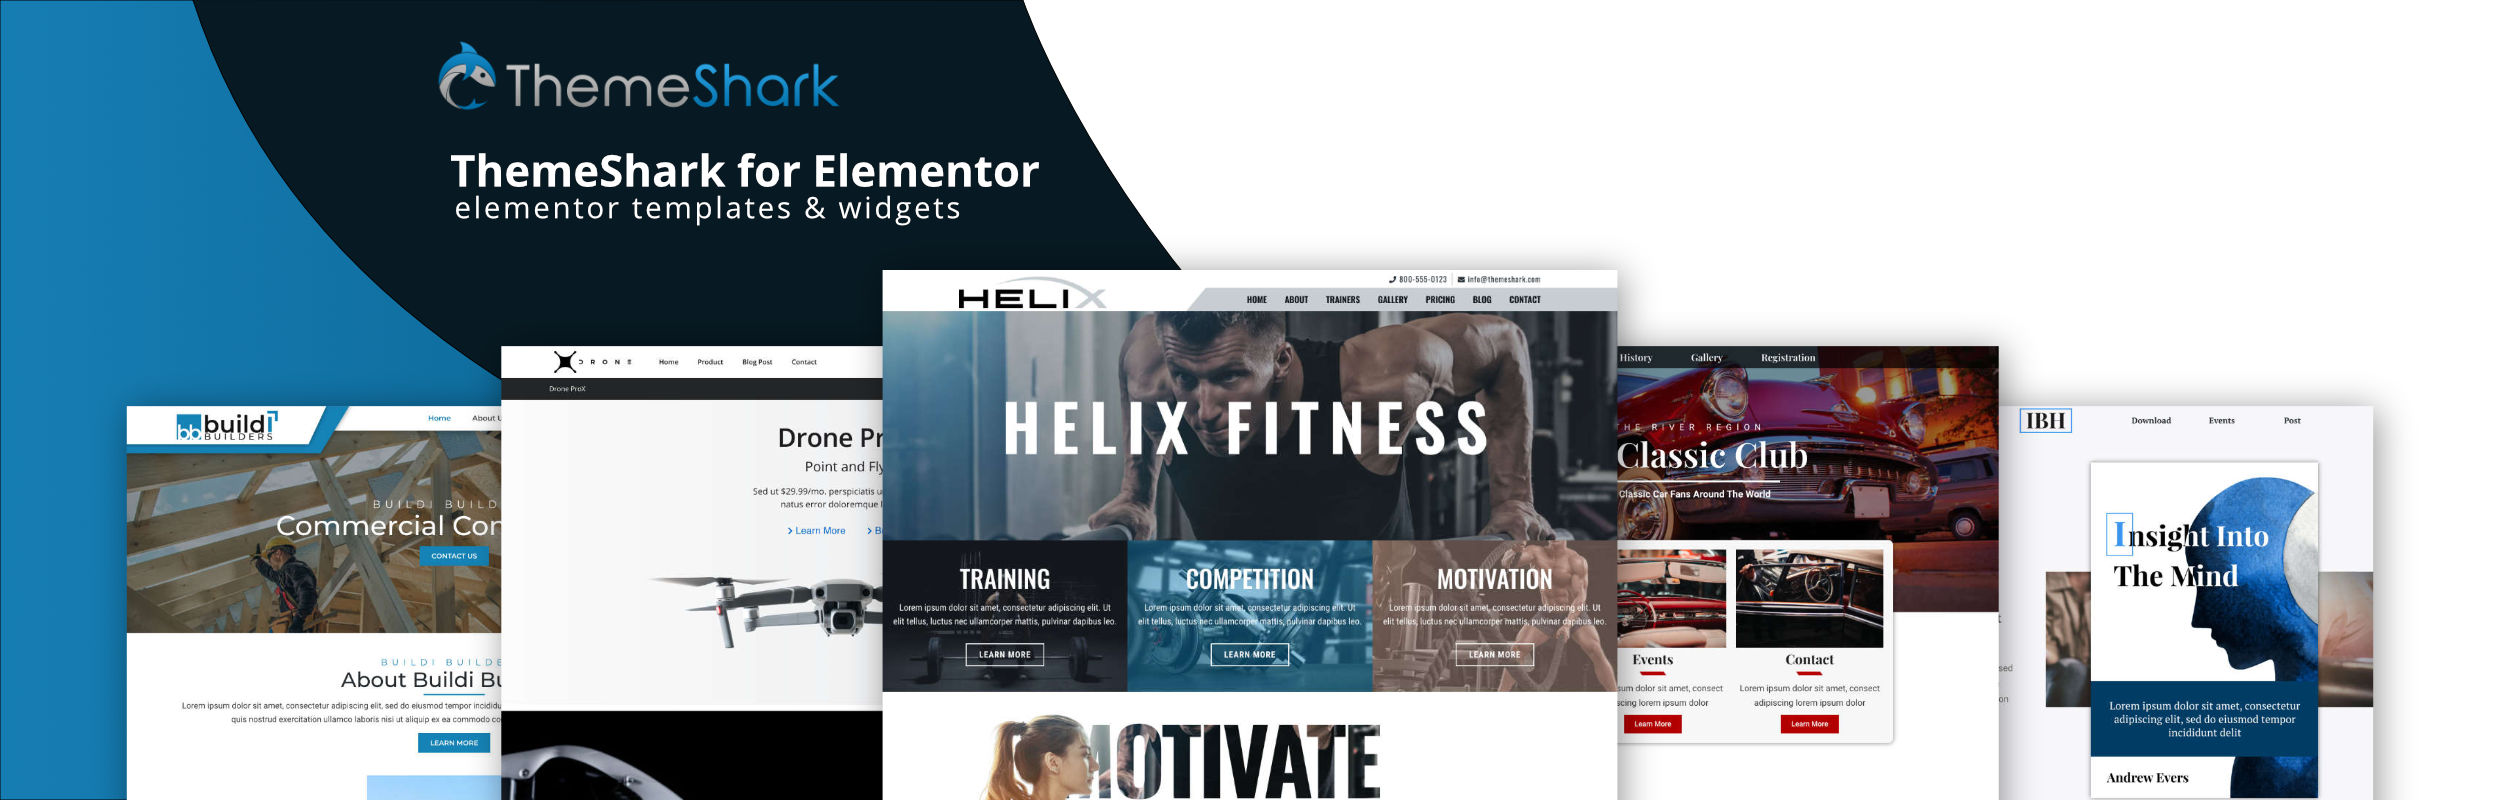 ThemeShark
ThemeShark for Elementor
elementor templates & widgets
buildi
BUILDERS
Home About
BUILDI
Commercial
CONTACT US
BUILDI
About Buildi
Lorem ipsum dolor sit amet, consectetur adipiscing elit, sed do eiusmod tempor
quis nostrud exercitation ullamco laboris nisi ut aliquip ex ea commodo
LEARN MORE
DRONE
Home Product Blog Post Contact
Drone ProX
Drone
Point and Fly
Sed ut $29.99/mo. perspiciatis
natus error doloremque
Learn More
HELIX
800-555-0123 info@themeshark.com
HOME ABOUT TRAINERS GALLERY PRICING BLOG CONTACT
HELIX FITNESS
TRAINING
Lorem ipsum dolor sit amet, consectetur adipiscing elit. Ut
elit tellus, luctus nec ullamcorper mattis, pulvinar dapibus leo.
LEARN MORE
COMPETITION
Lorem ipsum dolor sit amet, consectetur adipiscing elit. Ut
elit tellus, luctus nec ullamcorper mattis, pulvinar dapibus leo.
LEARN MORE
MOTIVATION
Lorem ipsum dolor sit amet, consectetur adipiscing elit. Ut
elit tellus, luctus nec ullamcorper mattis, pulvinar dapibus leo.
LEARN MORE
MOTIVATE
History Gallery Registration
THE RIVER REGION
Classic Club
Classic Car Fans Around The World
Events
dolor sit amet, consect
lorem ipsum dolor
Learn More
Contact
Lorem ipsum dolor sit amet, consect
adipiscing lorem ipsum dolor
Learn More
IBH
Download Events Post
Insight Into
The Mind
Lorem ipsum dolor sit amet, consectetur
adipiscing elit, sed do eiusmod tempor
incididunt delit
Andrew Evers